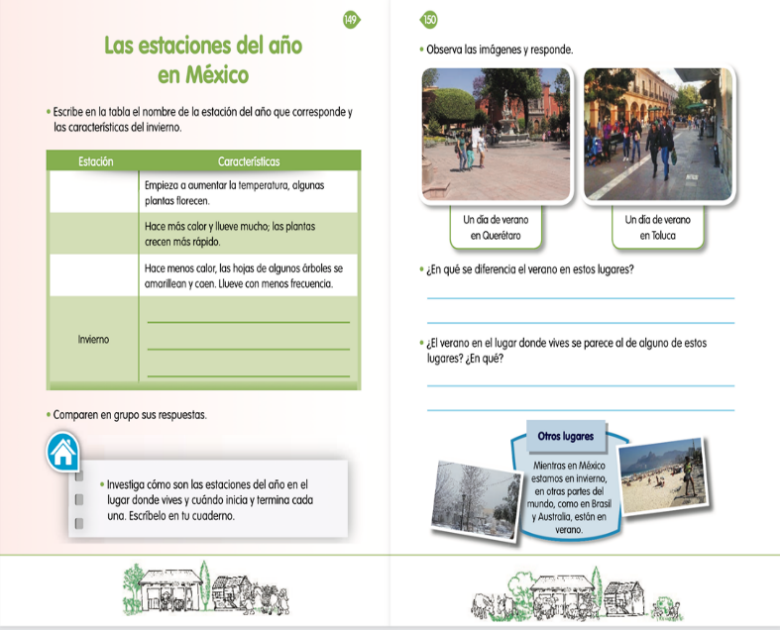 149
Las estaciones del año
en México
• Escribe en la tabla el nombre de la estación del año que corresponde y
las características del invierno.
Estación Características
Empieza a aumentar la temperatura, algunas
plantas florecen.
Hace más calor y llueve mucho; las plantas
crecen más rápido.
Hace menos calor, las hojas de algunos árboles se
amarillean y caen. Llueve con menos frecuencia.
Invierno
• Comparen en grupo sus respuestas.
• Investiga cómo son las estaciones del año en el
lugar donde vives y cuándo inicia y termina cada
una. Escríbelo en tu cuaderno.
150
• Observa las imágenes y responde.
Un día de verano
en Querétaro
Un día de verano
en Toluca
• ¿En qué se diferencia el verano en estos lugares?
• ¿El verano en el lugar donde vives se parece al de alguno de estos
lugares? ¿En qué?
Otros lugares
Mientras en México
estamos en invierno,
en otras partes del
mundo, como en Brasil
y Australia, están en
verano.